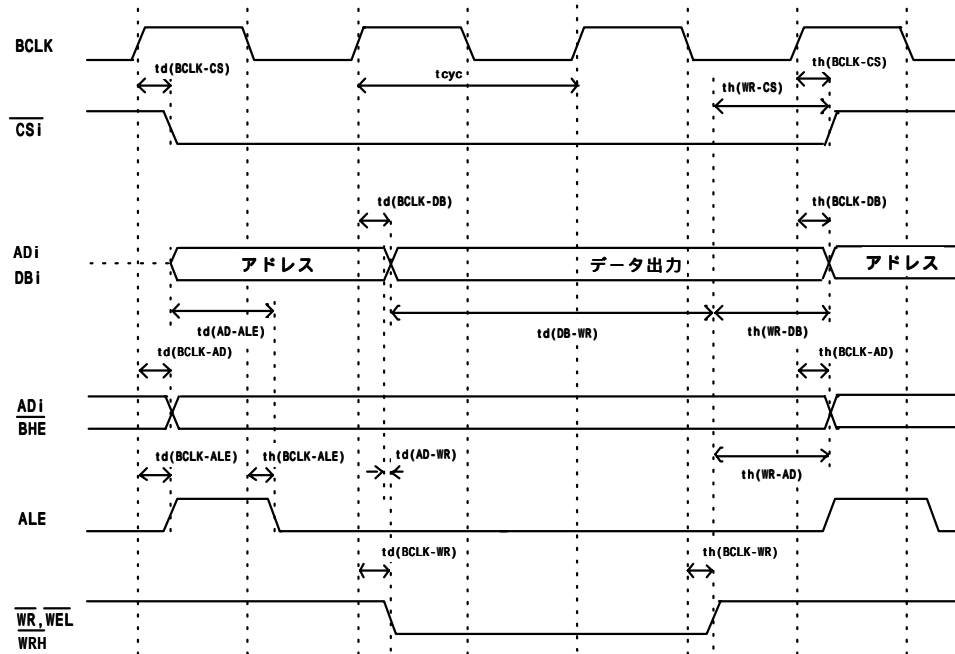 BCLK
td(BCLK-CS)
tcyc
th(BCLK-CS)
th(WR-CS)
CSi
td(BCLK-DB)
th(BCLK-DB)
ADi
DBi
アドレス
データ出力
アドレス
td(AD-ALE)
td(DB-WR)
th(WR-DB)
td(BCLK-AD)
th(BCLK-AD)
ADi
BHE
td(BCLK-ALE)
th(BCLK-ALE)
td(AD-WR)
th(WR-AD)
ALE
td(BCLK-WR)
th(BCLK-WR)
WR,WEL
WRH